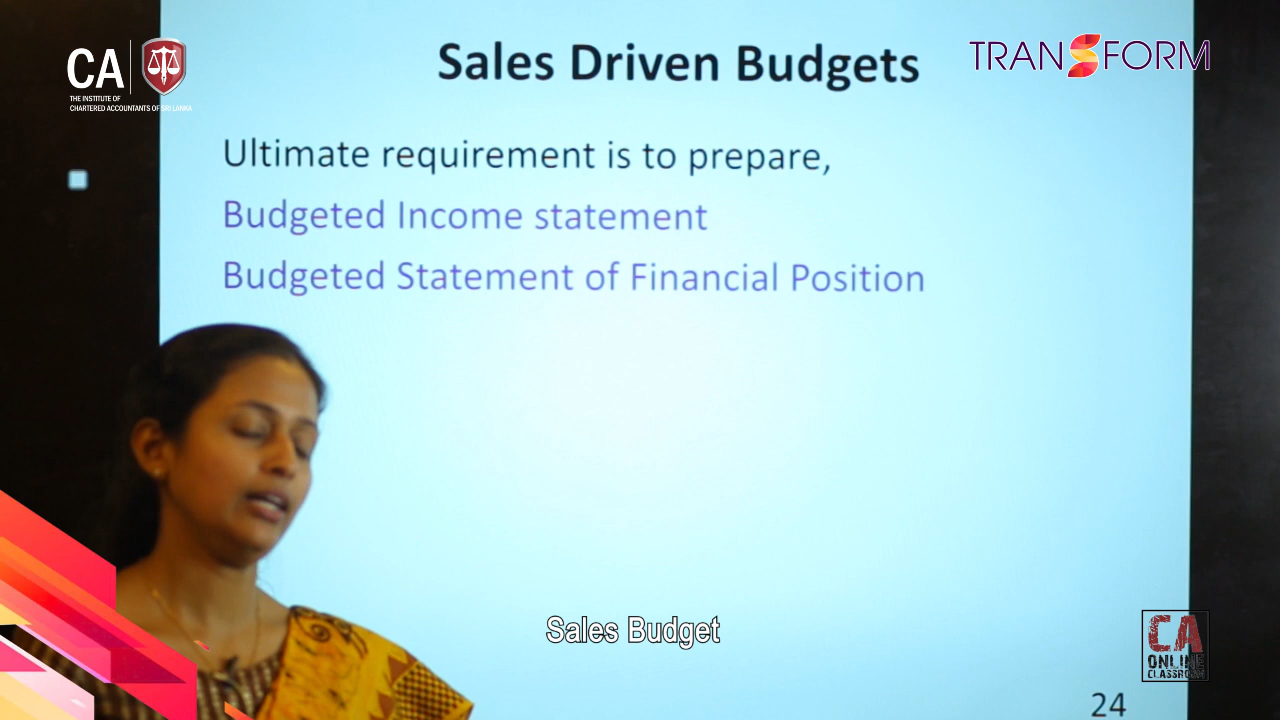 CA
THE INSTITUTE OF
CHARTERED ACCOUNTANTS OF SRI LANKA
Sales Driven Budgets
TRANSFORM
Ultimate requirement is to prepare,
Budgeted Income statement
Budgeted Statement of Financial Position
Sales Budget
CA
ONLINE
CLASSROOM
24